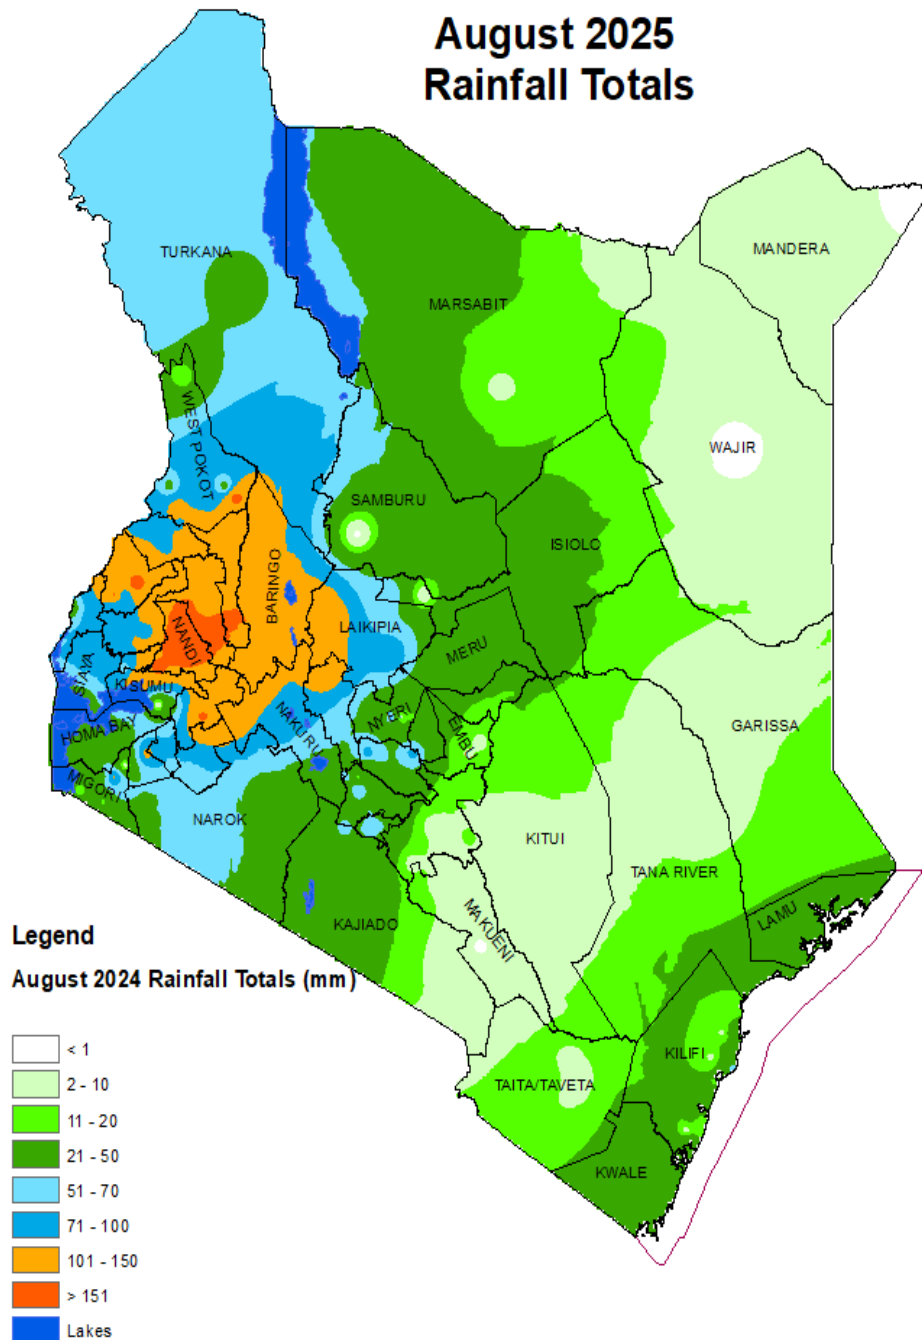 August 2025
Rainfall Totals
MANDERA
TURKANA
MARSABIT
WEST POKOT
WAJIR
SAMBURU
ISIOLO
BARINGO
LAIKIPIA
NANDI
MERU
SIAYA
KISUMU
NYERI
NAKURU
EMBU
HOMA BAY
GARISSA
MIGORI
NAROK
KITUI
TANA RIVER
MAKUENI
LAMU
KAJIADO
Legend
August 2024 Rainfall Totals (mm)
< 1
KILIFI
2 - 10
TAITA/TAVETA
11 - 20
21 - 50
KWALE
51 - 70
71 - 100
101 - 150
> 151
Lakes